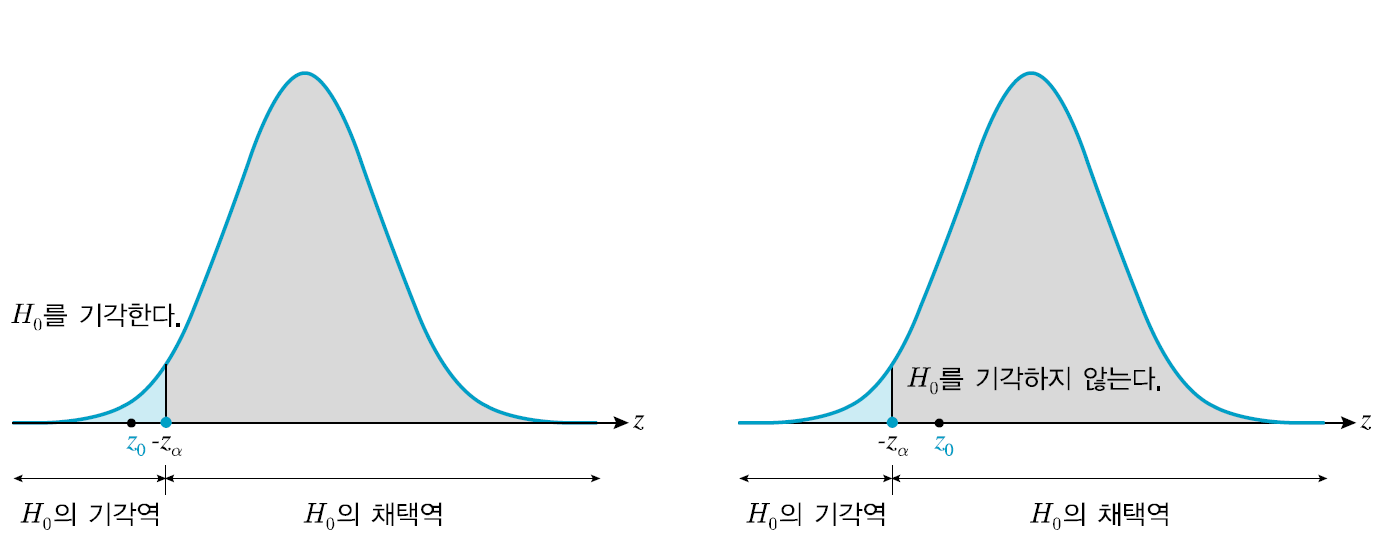 H₀를 기각한다.
z₀ -zα
z
H₀의 기각역
H₀의 채택역
H₀를 기각하지 않는다.
-zα z₀
z
H₀의 기각역
H₀의 채택역